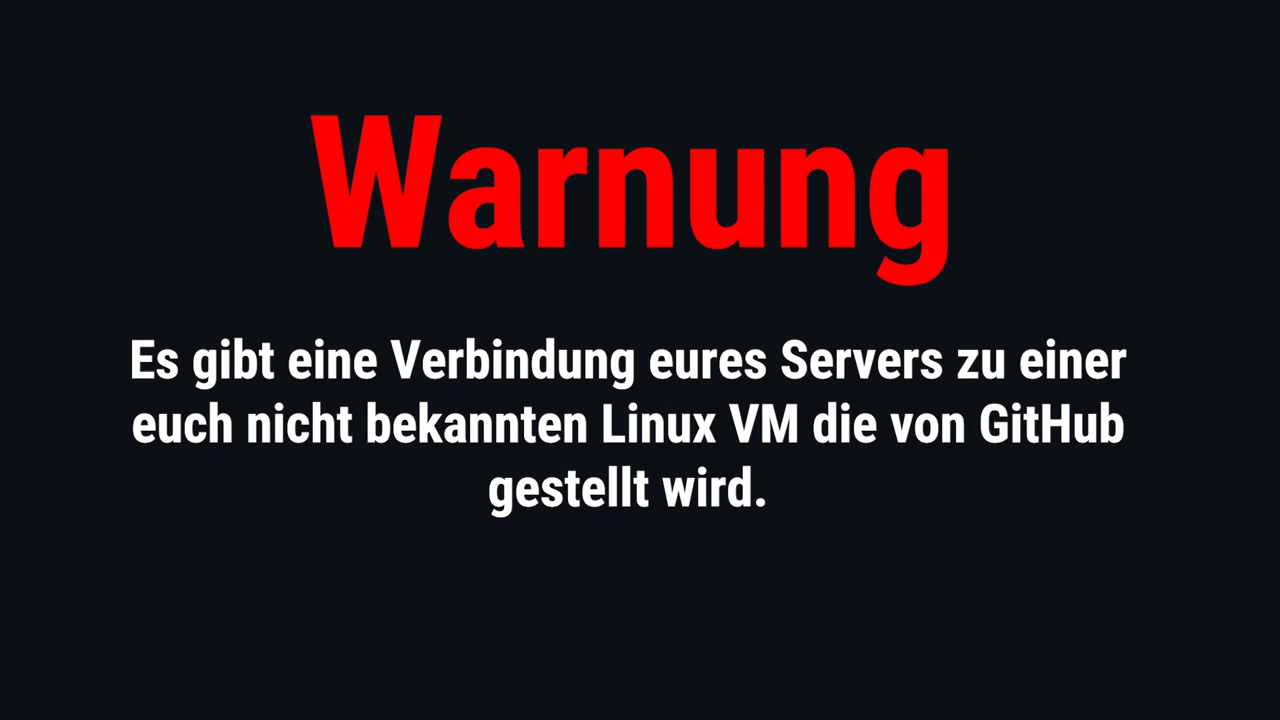 Warnung
Es gibt eine Verbindung eures Servers zu einer
euch nicht bekannten Linux VM die von GitHub
gestellt wird.